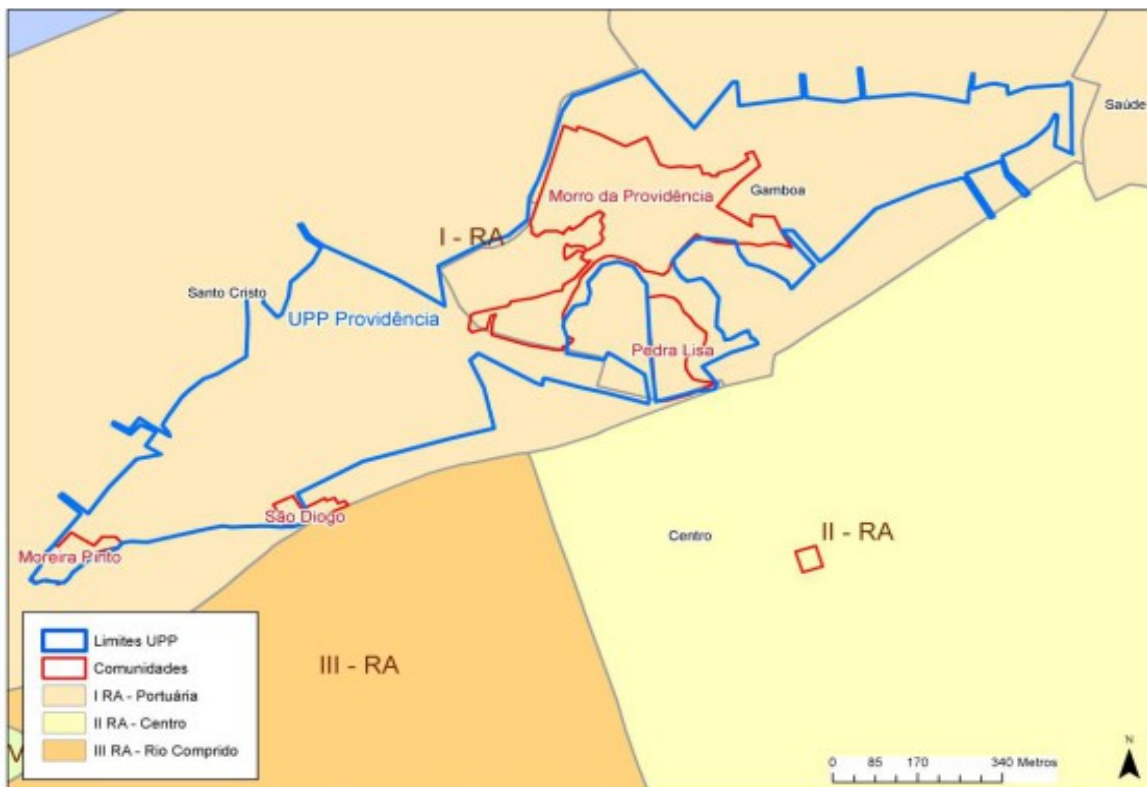 Saúde
Morro da Providência
Gamboa
I - RA
Santo Cristo
UPP Providência
Pedra Lisa
São Diogo
Moreira Pinto
Centro
II - RA
III - RA
Limites UPP
Comunidades
I RA - Portuária
II RA - Centro
III RA - Rio Comprido
V
N
0 85 170 340 Metros